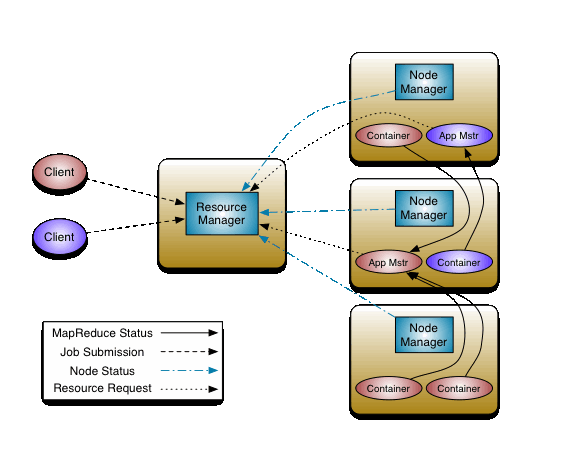 Node
Manager
Container
App Mstr
Client
Resource
Manager
Node
Manager
Client
App Mstr
Container
Node
Manager
MapReduce Status
Job Submission
Node Status
Resource Request
Container
Container